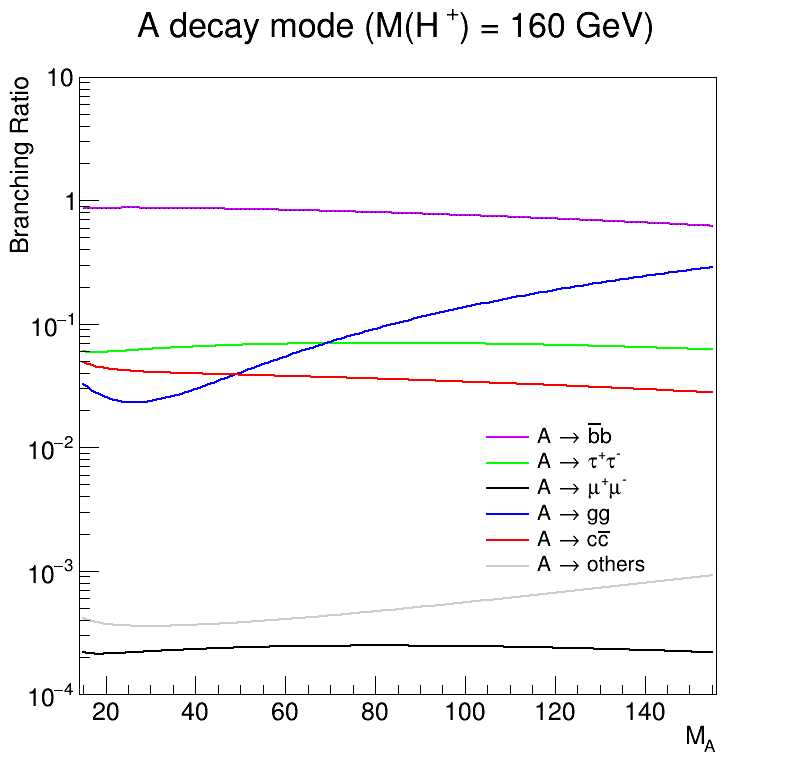 A decay mode (M(H⁺) = 160 GeV)
Branching Ratio
10
1
10⁻¹
10⁻²
10⁻³
10⁻⁴
A → b̅b
A → τ⁺τ⁻
A → μ⁺μ⁻
A → gg
A → cc̅
A → others
20 40 60 80 100 120 140
M_A